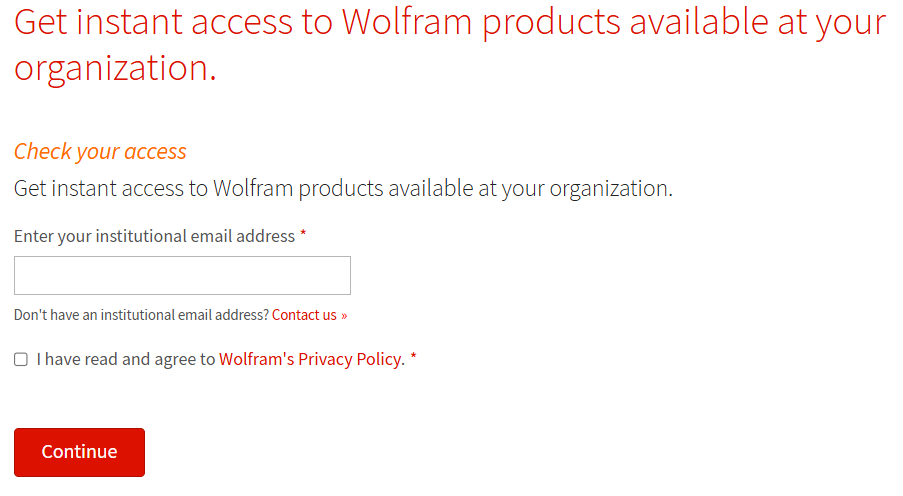 Get instant access to Wolfram products available at your
organization.
Check your access
Get instant access to Wolfram products available at your organization.
Enter your institutional email address *
Don't have an institutional email address? Contact us »
I have read and agree to Wolfram's Privacy Policy. *
Continue